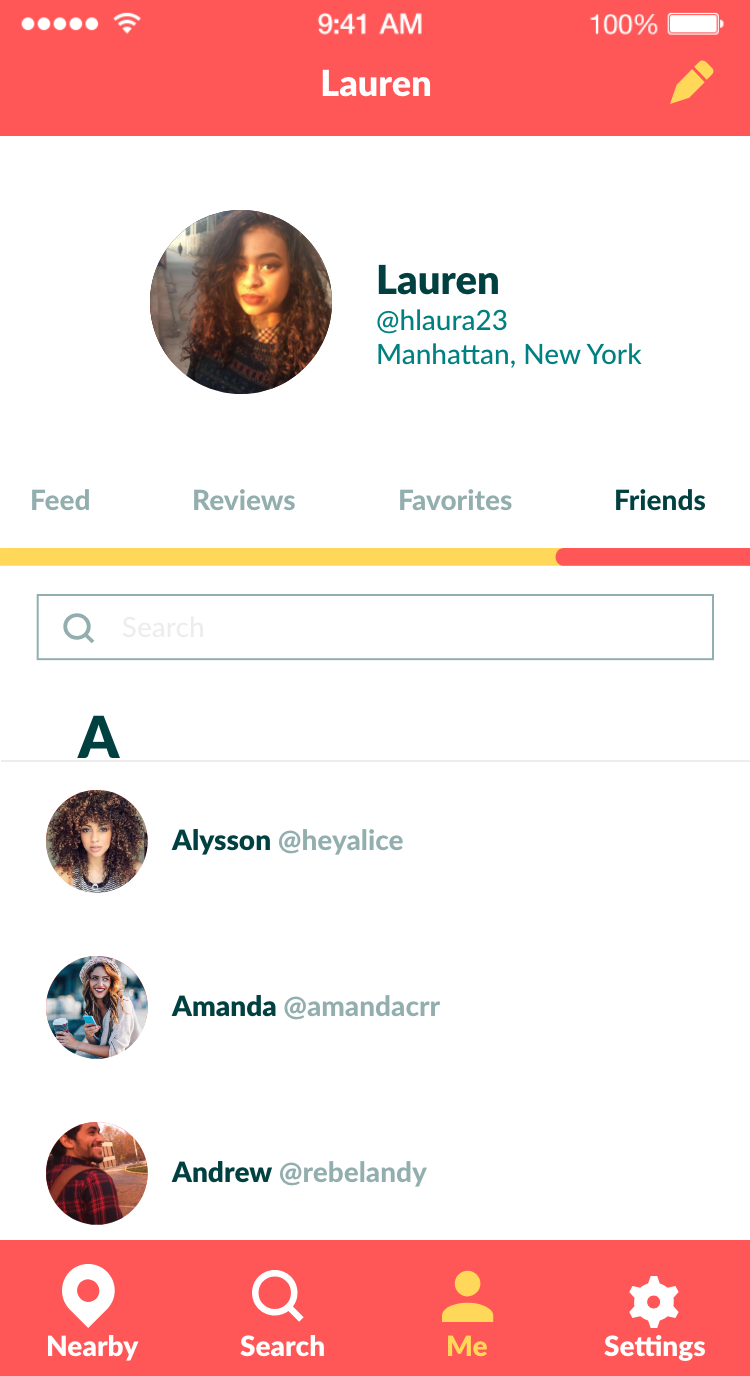 9:41 AM 100%
Lauren
Lauren
@hlaura23
Manhattan, New York
Feed Reviews Favorites Friends
Search
A
Alysson @heyalice
Amanda @amandacrr
Andrew @rebelandy
Nearby Search Me Settings